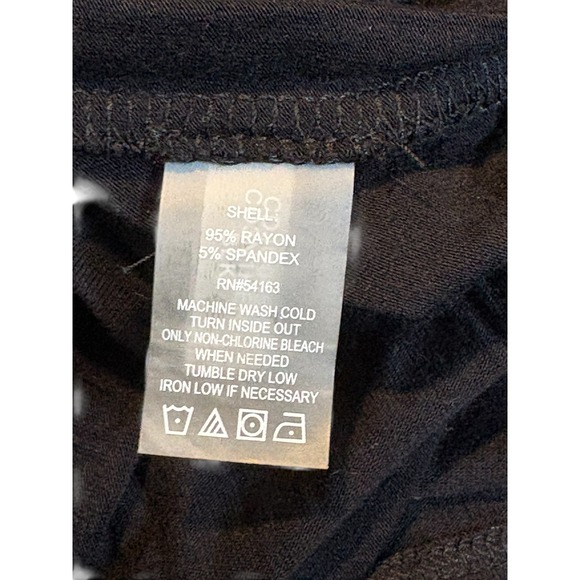 SHELL:
95% RAYON
5% SPANDEX
RN#54163
MACHINE WASH COLD
TURN INSIDE OUT
ONLY NON-CHLORINE BLEACH
WHEN NEEDED
TUMBLE DRY LOW
IRON LOW IF NECESSARY